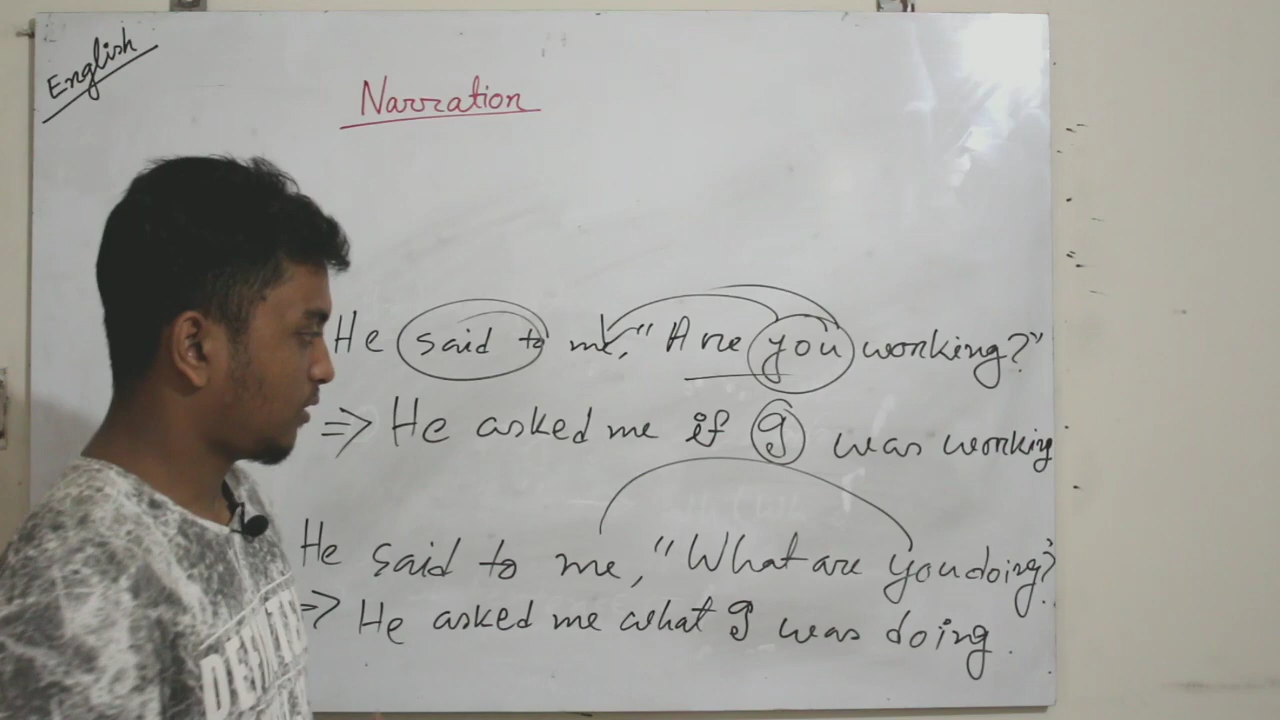 English
Narration
He said to me, "Are you working?"
⇒ He asked me if I was working
He said to me, "What are you doing?
⇒ He asked me what I was doing.